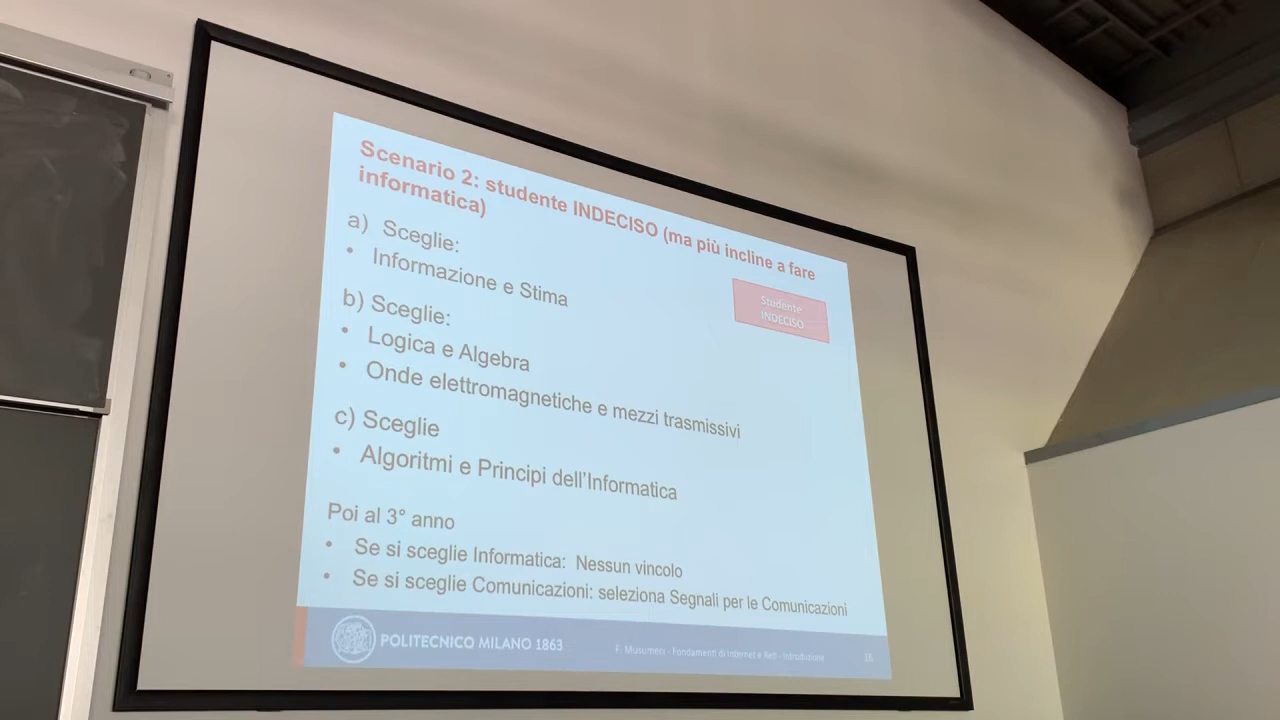 Scenario 2: studente INDECISO (ma più incline a fare
informatica)
a) Sceglie:
• Informazione e Stima
Studente
INDECISO
b) Sceglie:
• Logica e Algebra
• Onde elettromagnetiche e mezzi trasmissivi
c) Sceglie
• Algoritmi e Principi dell'Informatica
Poi al 3° anno
• Se si sceglie Informatica: Nessun vincolo
• Se si sceglie Comunicazioni: seleziona Segnali per le Comunicazioni
POLITECNICO MILANO 1863
F. Musumeci - Fondamenti di Internet e Reti - Introduzione
16